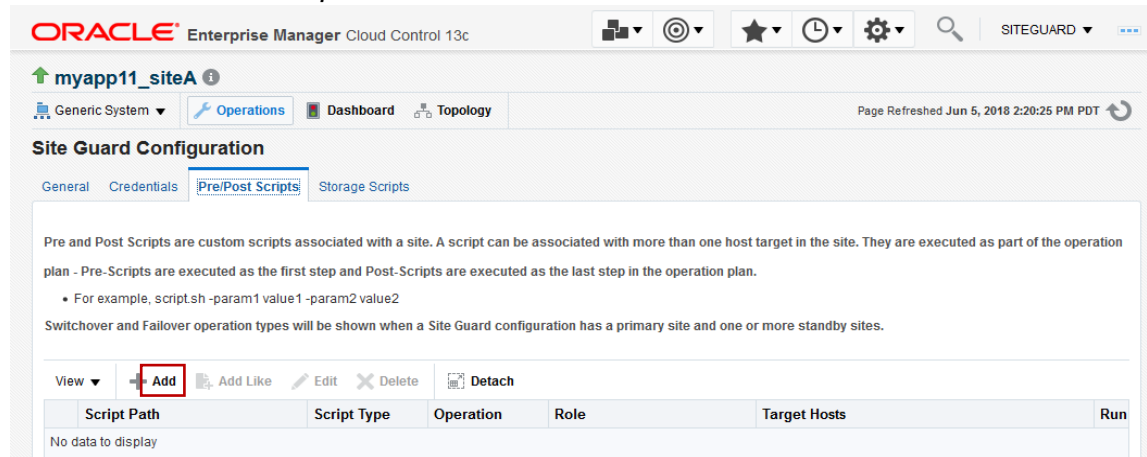 ORACLE Enterprise Manager Cloud Control 13c SITEGUARD
myapp11_siteA
Generic System Operations Dashboard Topology Page Refreshed Jun 5, 2018 2:20:25 PM PDT
Site Guard Configuration
General Credentials Pre/Post Scripts Storage Scripts
Pre and Post Scripts are custom scripts associated with a site. A script can be associated with more than one host target in the site. They are executed as part of the operation
plan - Pre-Scripts are executed as the first step and Post-Scripts are executed as the last step in the operation plan.
• For example, script.sh -param1 value1 -param2 value2
Switchover and Failover operation types will be shown when a Site Guard configuration has a primary site and one or more standby sites.
View Add Add Like Edit Delete Detach
Script Path Script Type Operation Role Target Hosts Run
No data to display